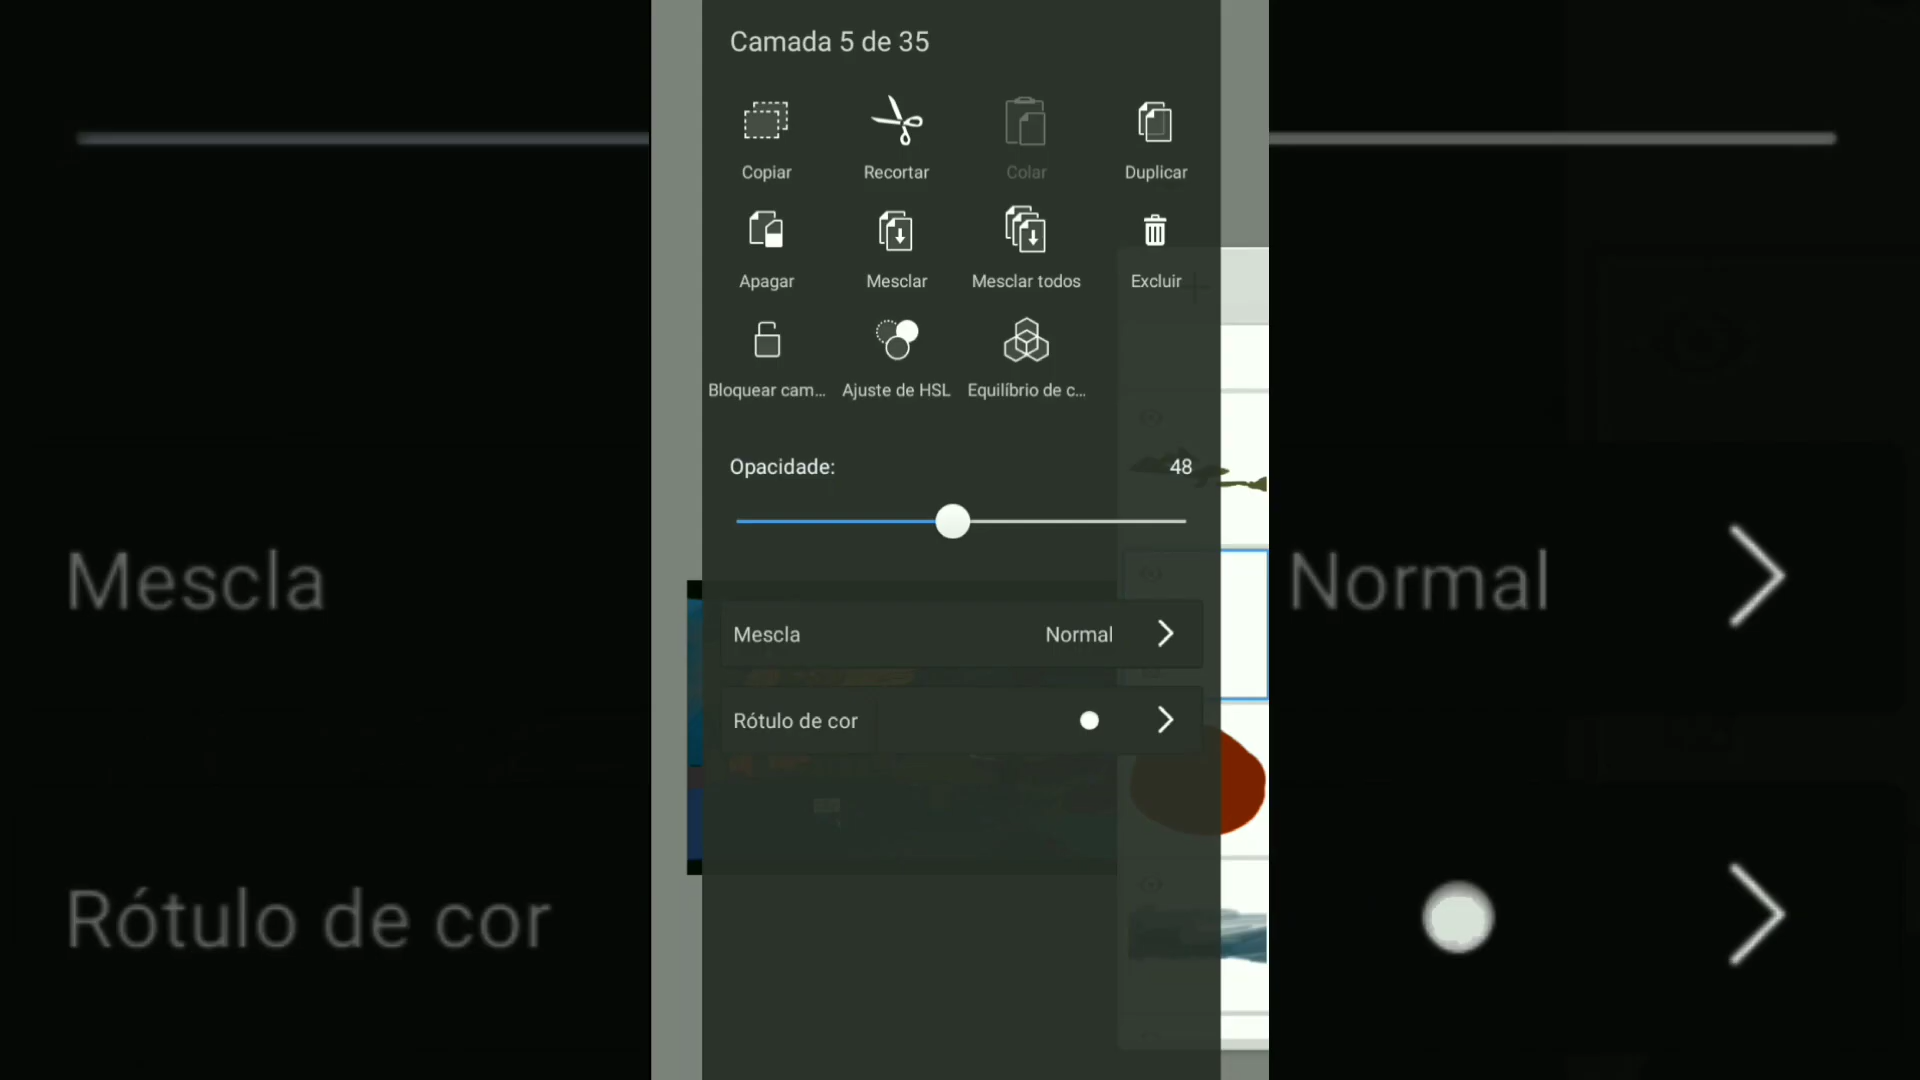 Camada 5 de 35
Copiar Recortar Colar Duplicar
Apagar Mesclar Mesclar todos Excluir
Bloquear cam... Ajuste de HSL Equilíbrio de c...
Opacidade: 48
Mescla Normal
Rótulo de cor
Mescla Normal
Rótulo de cor